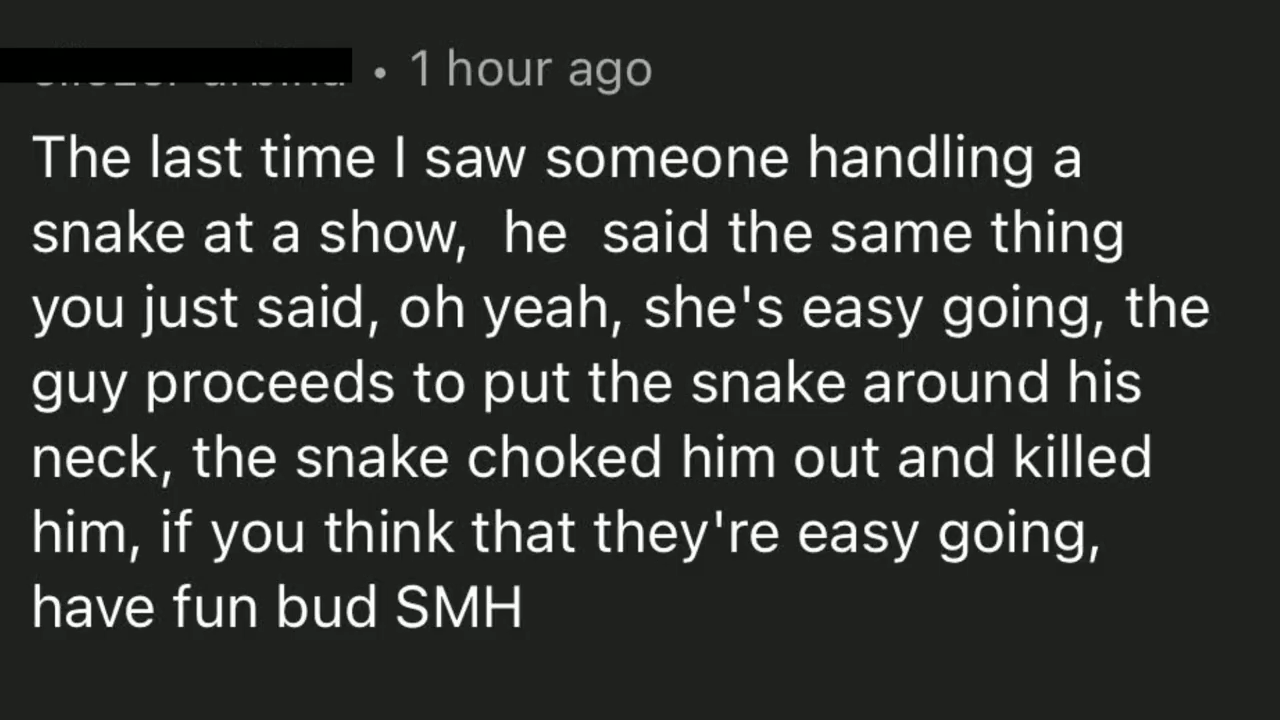 • 1 hour ago
The last time I saw someone handling a
snake at a show,  he  said the same thing
you just said, oh yeah, she's easy going, the
guy proceeds to put the snake around his
neck, the snake choked him out and killed
him, if you think that they're easy going,
have fun bud SMH